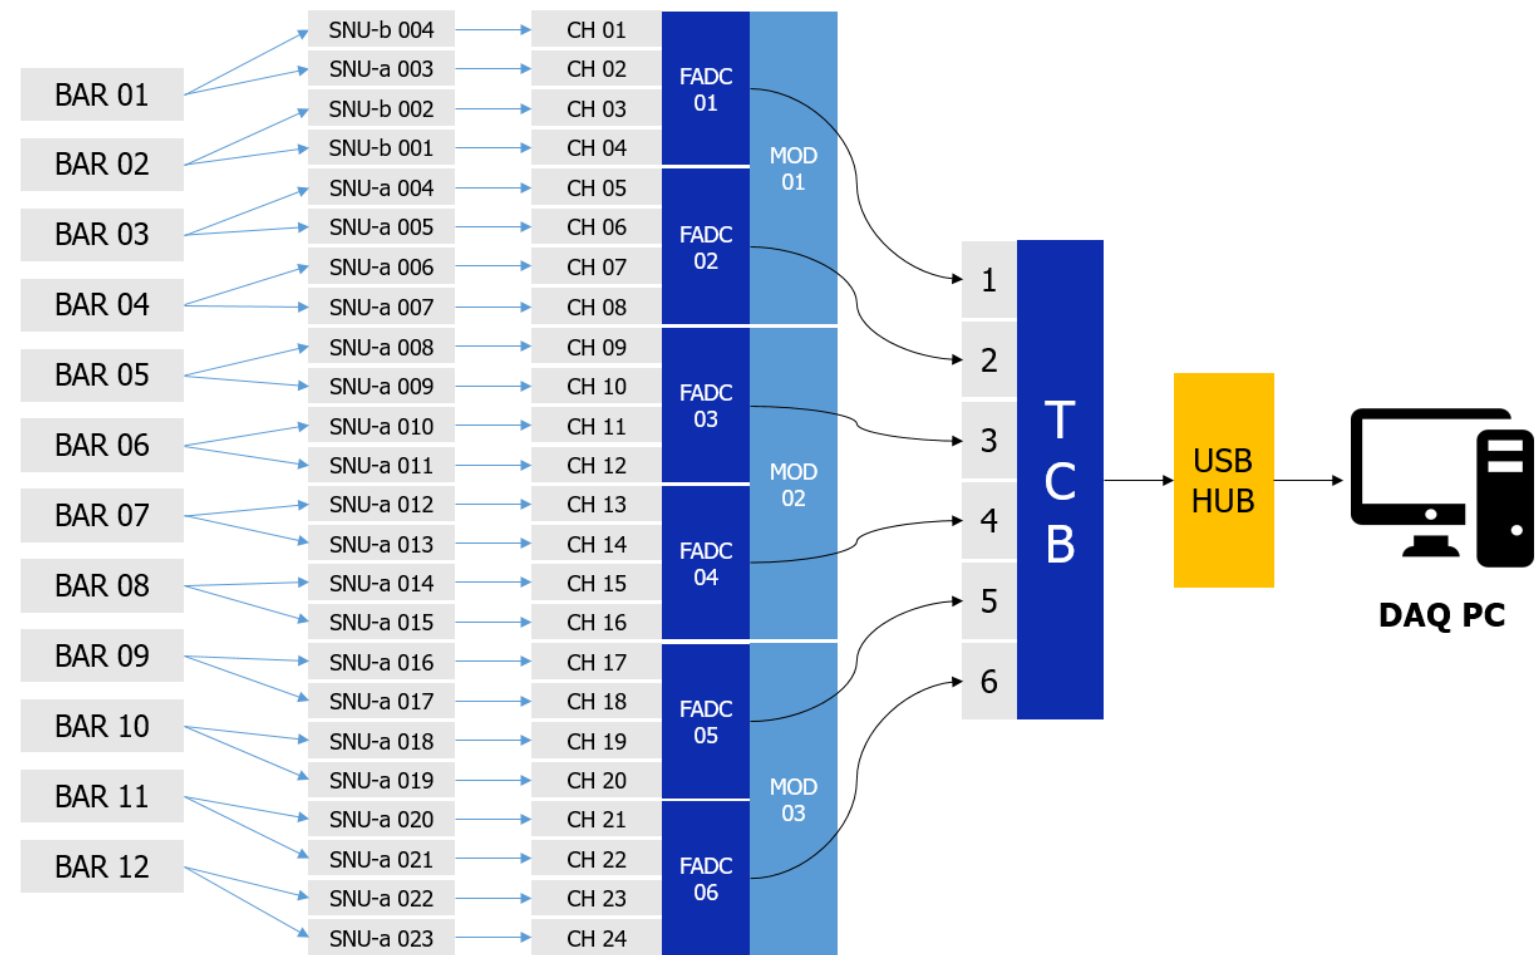 BAR 01
BAR 02
BAR 03
BAR 04
BAR 05
BAR 06
BAR 07
BAR 08
BAR 09
BAR 10
BAR 11
BAR 12
SNU-b 004
SNU-a 003
SNU-b 002
SNU-b 001
SNU-a 004
SNU-a 005
SNU-a 006
SNU-a 007
SNU-a 008
SNU-a 009
SNU-a 010
SNU-a 011
SNU-a 012
SNU-a 013
SNU-a 014
SNU-a 015
SNU-a 016
SNU-a 017
SNU-a 018
SNU-a 019
SNU-a 020
SNU-a 021
SNU-a 022
SNU-a 023
CH 01
CH 02
CH 03
CH 04
CH 05
CH 06
CH 07
CH 08
CH 09
CH 10
CH 11
CH 12
CH 13
CH 14
CH 15
CH 16
CH 17
CH 18
CH 19
CH 20
CH 21
CH 22
CH 23
CH 24
FADC
01
FADC
02
FADC
03
FADC
04
FADC
05
FADC
06
MOD
01
MOD
02
MOD
03
1
2
3
4
5
6
T
C
B
USB
HUB
DAQ PC